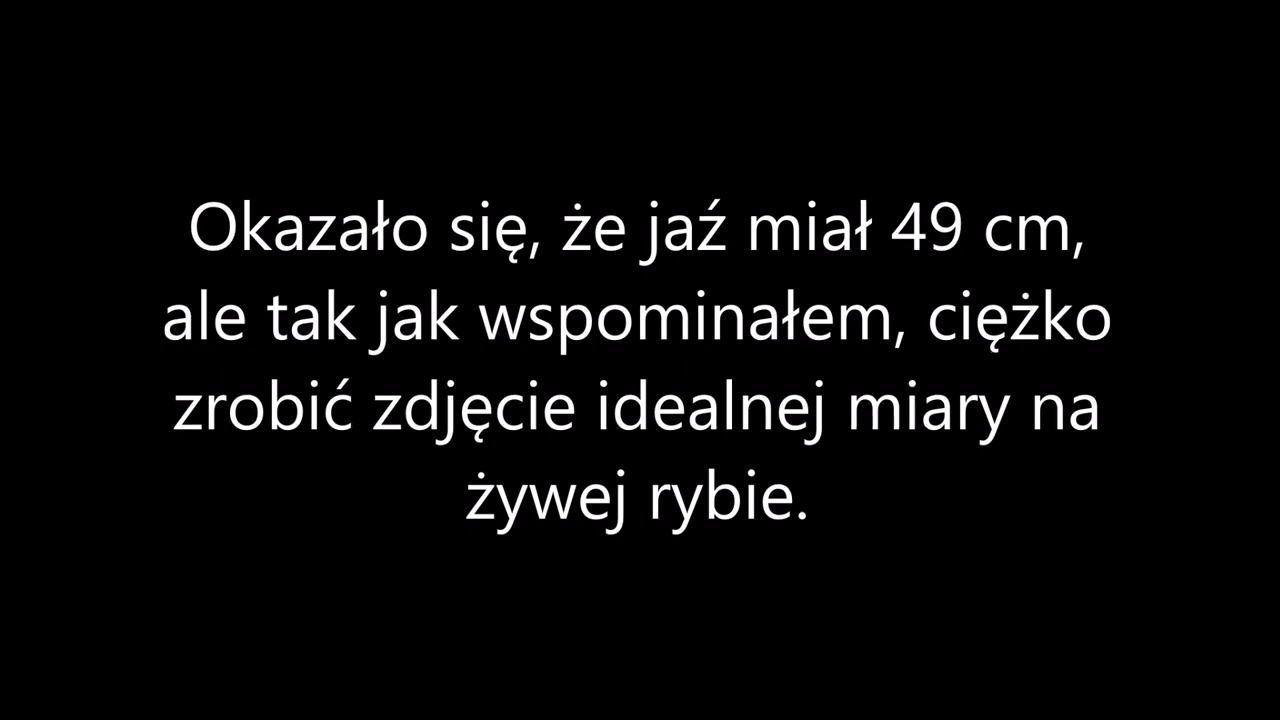 Okazało się, że jaź miał 49 cm,
ale tak jak wspominałem, ciężko
zrobić zdjęcie idealnej miary na
żywej rybie.